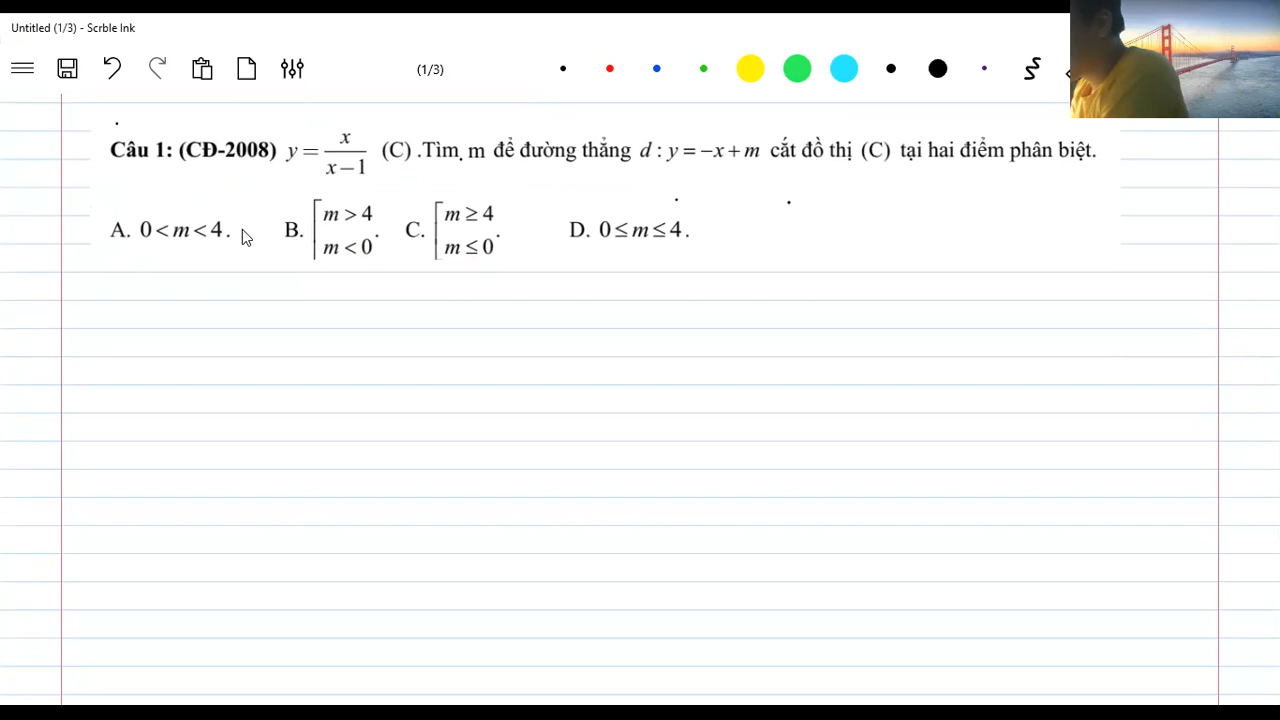 Untitled (1/3) - Scrble Ink
(1/3)
Câu 1: (CĐ-2008) y = x/(x−1) (C) .Tìm m để đường thẳng d : y = −x + m cắt đồ thị (C) tại hai điểm phân biệt.
A. 0 < m < 4 . B. [m > 4 m < 0 . C. [m ≥ 4 m ≤ 0 . D. 0 ≤ m ≤ 4 .